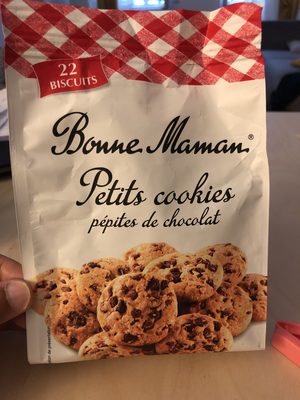 22
BISCUITS
Bonne Maman®
Petits cookies
pépites de chocolat